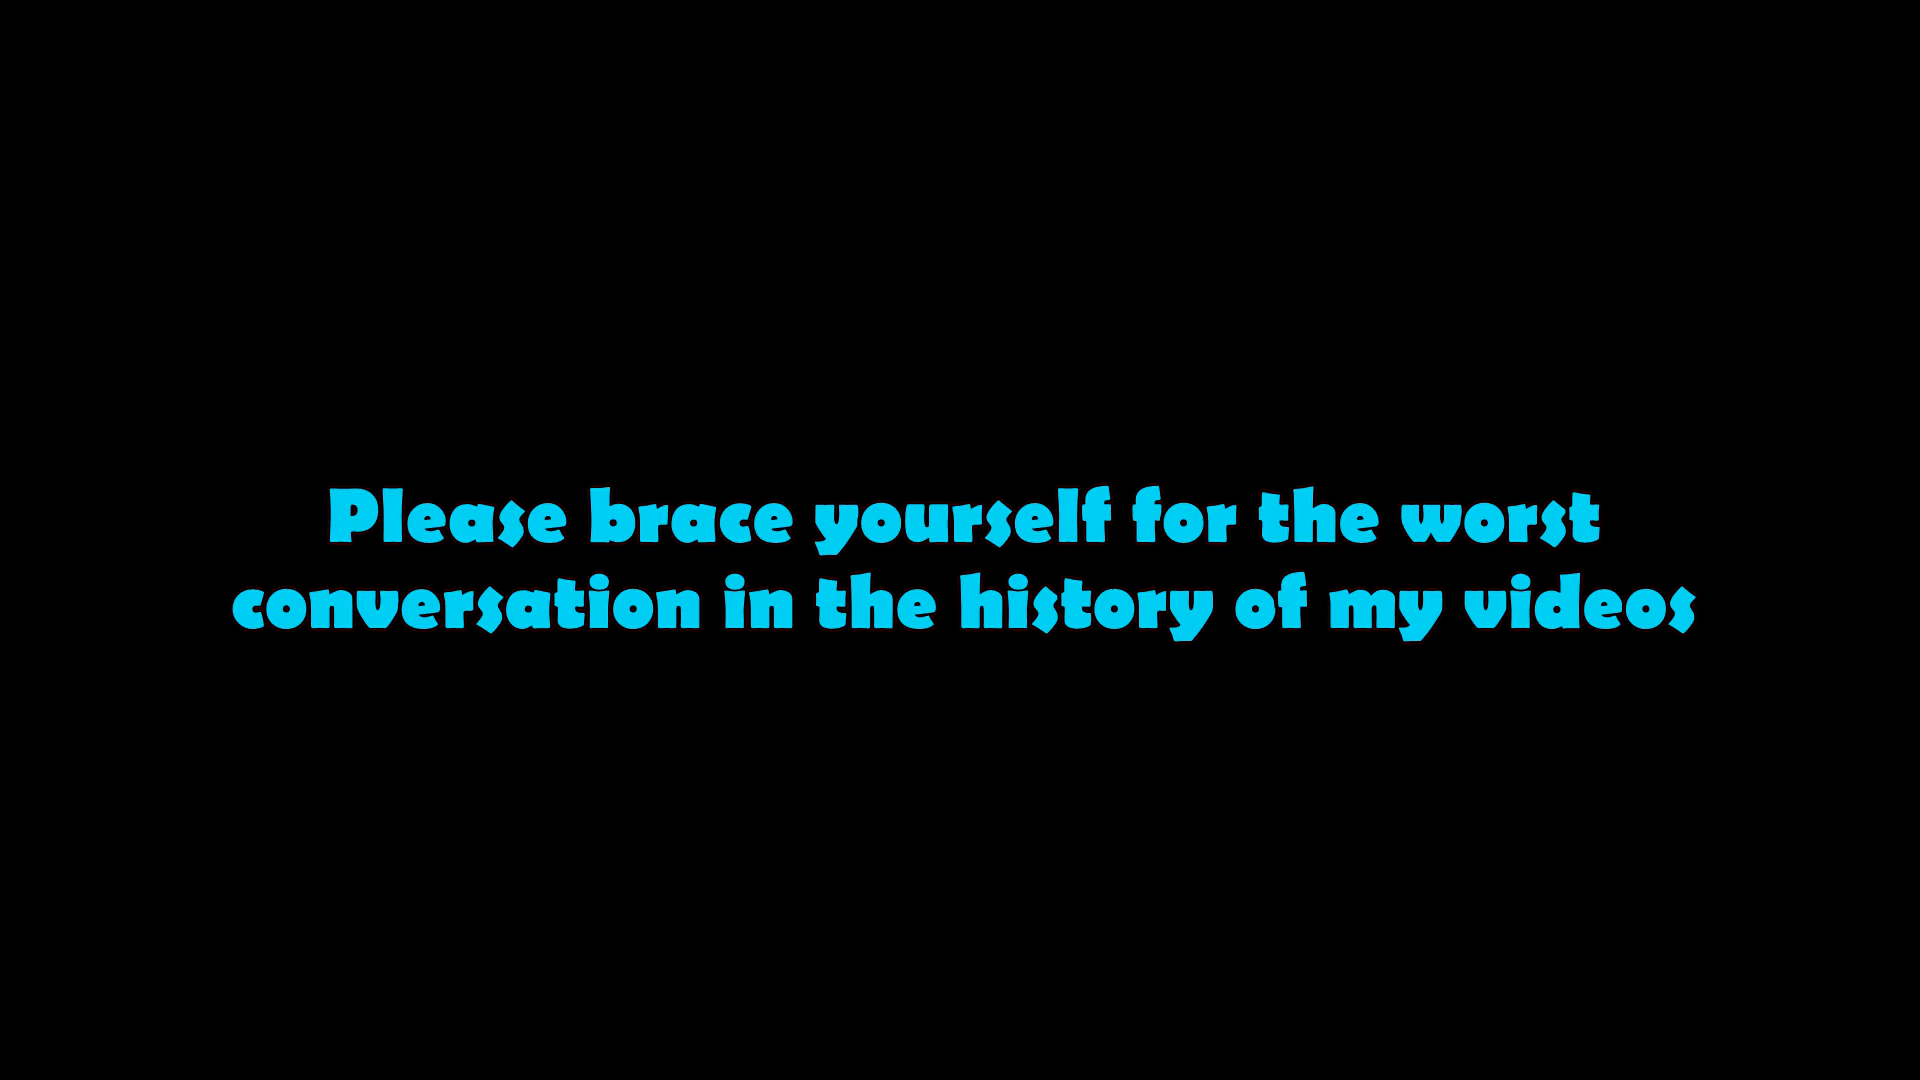 Please brace yourself for the worst
conversation in the history of my videos